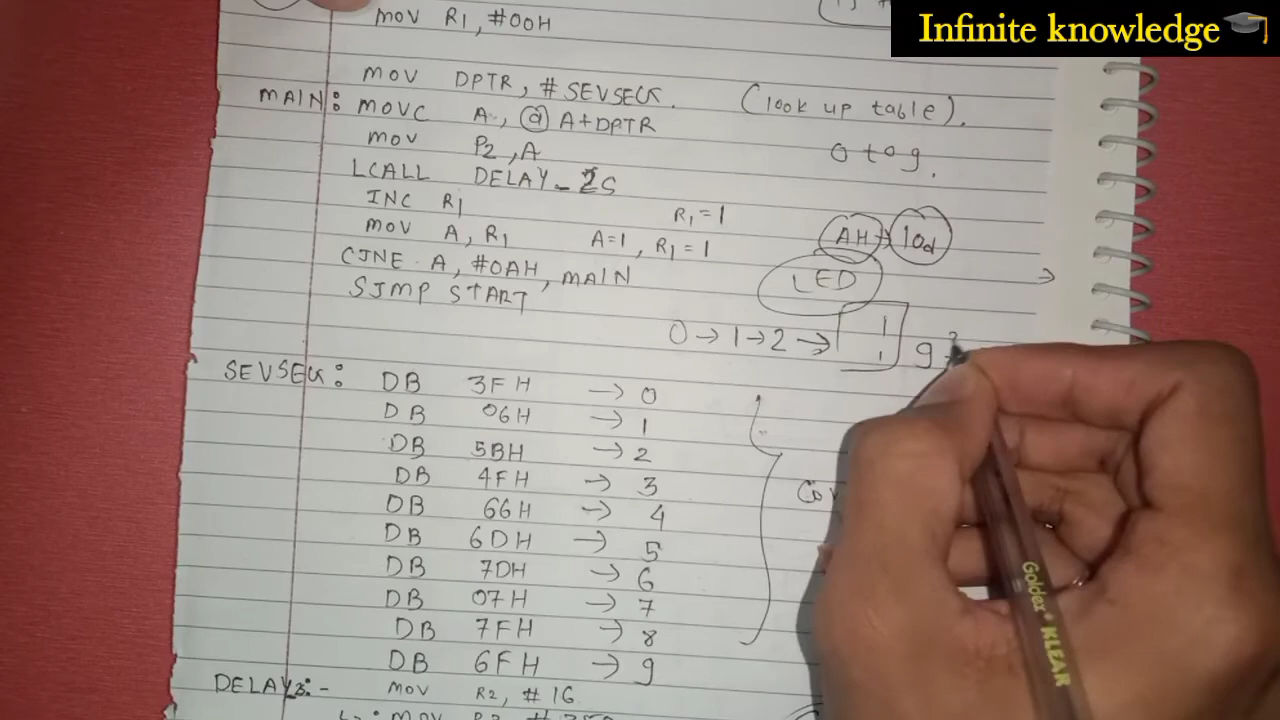 Infinite knowledge
MOV R1, #00H
MOV DPTR, #SEVSECK. (look up table).
MAIN: MOVC A, @ A+DPTR
MOV P2, A 0 to 9.
LCALL DELAY_2S
INC R1 R1=1
MOV A, R1 A=1, R1=1 AH → 10d
CJNE A, #0AH, MAIN LED
SJMP START
0 → 1 → 2 → 9
SEVSECK: DB 3FH → 0
DB 06H → 1
DB 5BH → 2
DB 4FH → 3
DB 66H → 4
DB 6DH → 5
DB 7DH → 6
DB 07H → 7
DB 7FH → 8
DB 6FH → 9
MOV R2, #16